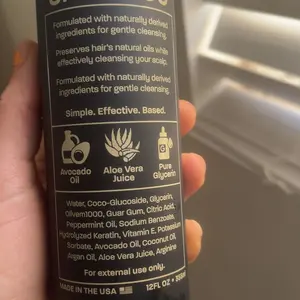 Formulated with naturally derived
ingredients for gentle cleansing.
Preserves hair's natural oils while
effectively cleansing your scalp.
Formulated with naturally derived
ingredients for gentle cleansing.
Simple. Effective. Based.
Avocado
Oil
Aloe Vera
Juice
Pure
Glycerin
Water, Coco-Glucoside, Glycerin,
Olivem1000, Guar Gum, Citric Acid,
Peppermint Oil, Sodium Benzoate,
Hydrolyzed Keratin, Vitamin E, Potassium
Sorbate, Avocado Oil, Coconut Oil,
Argan Oil, Aloe Vera Juice, Arginine
For external use only.
MADE IN THE USA
12FL OZ •